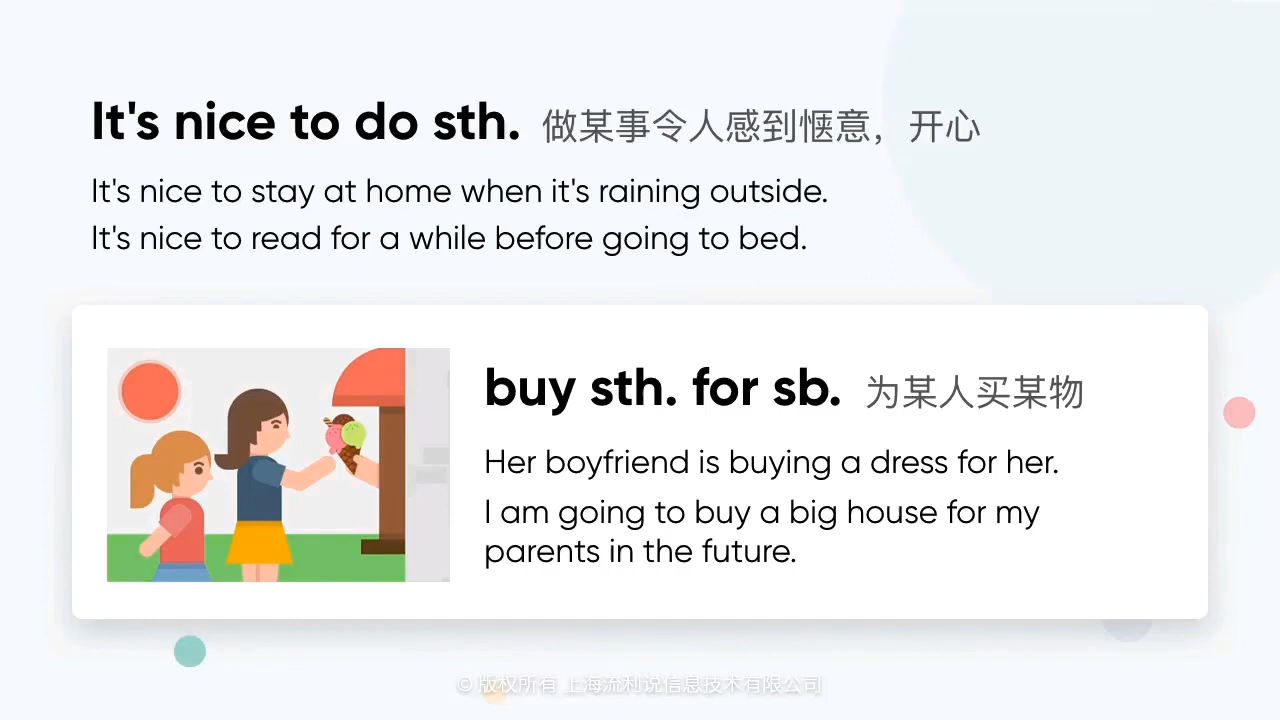 It's nice to do sth. 做某事令人感到惬意，开心
It's nice to stay at home when it's raining outside.
It's nice to read for a while before going to bed.
buy sth. for sb. 为某人买某物
Her boyfriend is buying a dress for her.
I am going to buy a big house for my
parents in the future.
© 版权所有 上海流利说信息技术有限公司